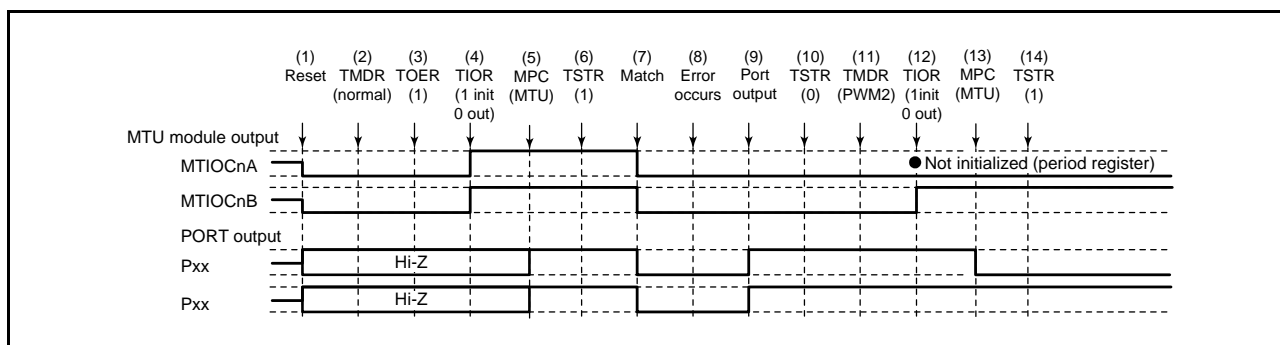 (1) (2) (3) (4) (5) (6) (7) (8) (9) (10) (11) (12) (13) (14)
Reset TMDR TOER TIOR MPC TSTR Match Error Port TSTR TMDR TIOR MPC TSTR
(normal) (1) (1 init (MTU) (1) occurs output (0) (PWM2) (1init (MTU) (1)
0 out) 0 out)
MTU module output
MTIOCnA
Not initialized (period register)
MTIOCnB
PORT output
Pxx
Hi-Z
Pxx
Hi-Z